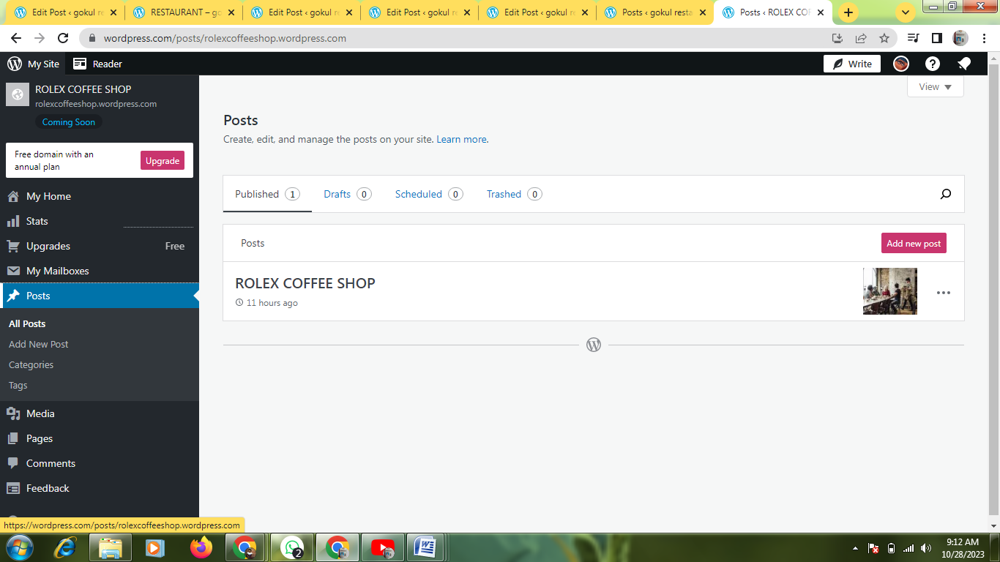 Edit Post ‹ gokul re
RESTAURANT – go
Edit Post ‹ gokul re
Edit Post ‹ gokul re
Edit Post ‹ gokul re
Posts ‹ gokul resta
Posts ‹ ROLEX COF
wordpress.com/posts/rolexcoffeeshop.wordpress.com
My Site
Reader
Write
ROLEX COFFEE SHOP
rolexcoffeeshop.wordpress.com
Coming Soon
View
Free domain with an
annual plan
Upgrade
My Home
Stats
Upgrades
Free
My Mailboxes
Posts
All Posts
Add New Post
Categories
Tags
Media
Pages
Comments
Feedback
Posts
Create, edit, and manage the posts on your site. Learn more.
Published 1
Drafts 0
Scheduled 0
Trashed 0
Posts
Add new post
ROLEX COFFEE SHOP
11 hours ago
https://wordpress.com/posts/rolexcoffeeshop.wordpress.com
2
9:12 AM
10/28/2023